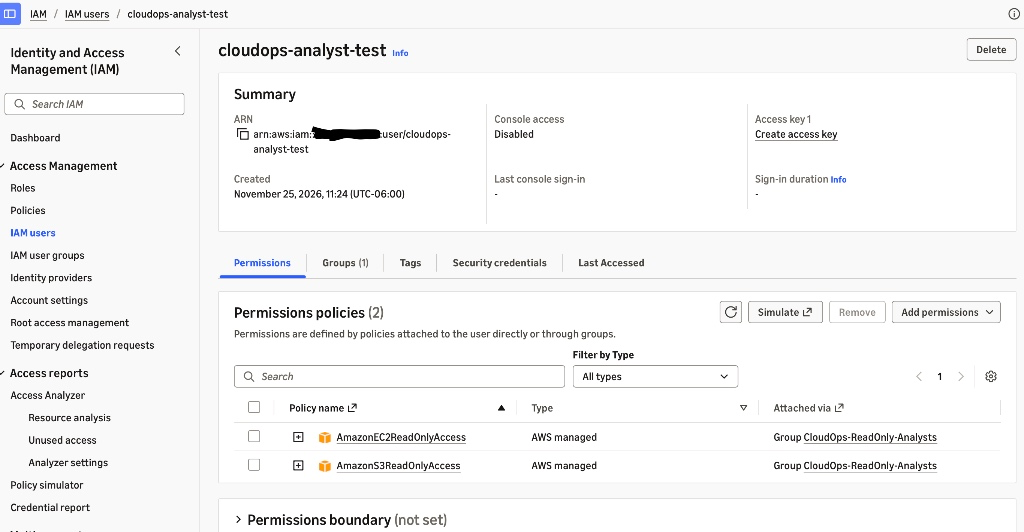 IAM / IAM users / cloudops-analyst-test
Identity and Access
Management (IAM)
Search IAM
Dashboard
Access Management
Roles
Policies
IAM users
IAM user groups
Identity providers
Account settings
Root access management
Temporary delegation requests
Access reports
Access Analyzer
Resource analysis
Unused access
Analyzer settings
Policy simulator
Credential report
cloudops-analyst-test Info
Delete
Summary
ARN
arn:aws:iam: :user/cloudops-
analyst-test
Created
November 25, 2026, 11:24 (UTC-06:00)
Console access
Disabled
Last console sign-in
-
Access key 1
Create access key
Sign-in duration Info
-
Permissions Groups (1) Tags Security credentials Last Accessed
Permissions policies (2)
Simulate Remove Add permissions
Permissions are defined by policies attached to the user directly or through groups.
Filter by Type
Search All types 1
Policy name Type Attached via
AmazonEC2ReadOnlyAccess AWS managed Group CloudOps-ReadOnly-Analysts
AmazonS3ReadOnlyAccess AWS managed Group CloudOps-ReadOnly-Analysts
Permissions boundary (not set)